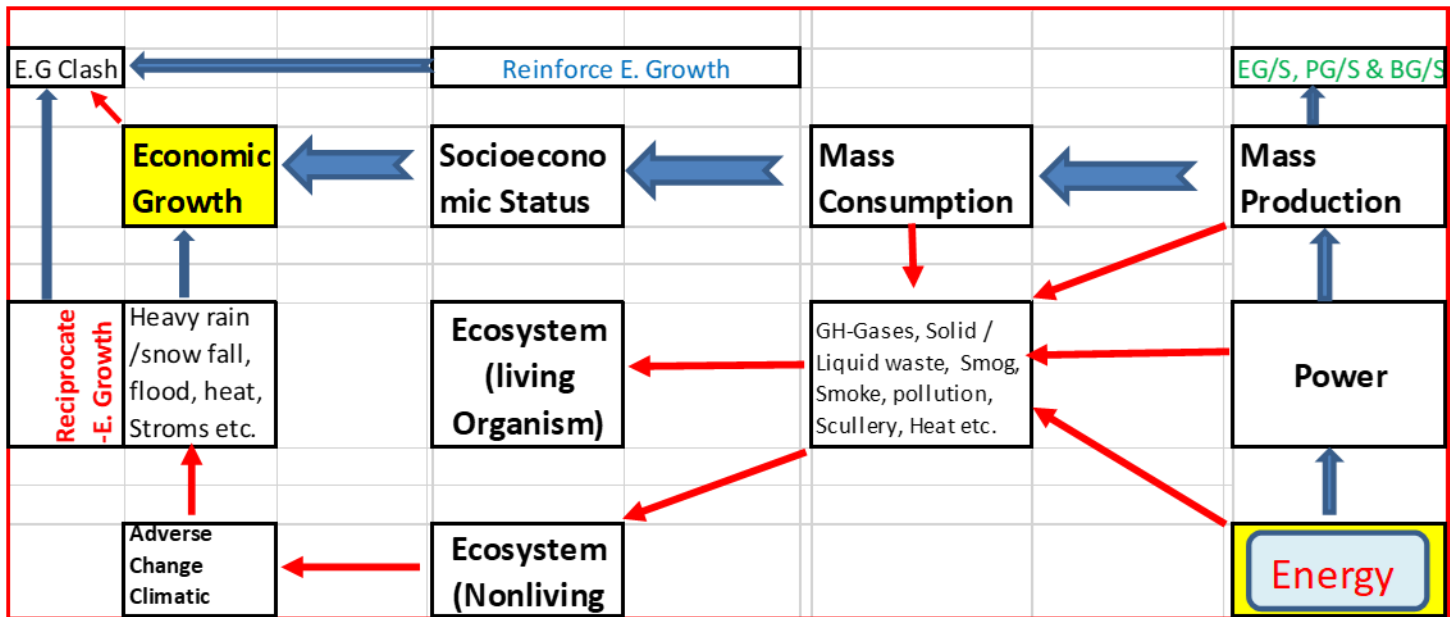 E.G Clash
Reinforce E. Growth
EG/S, PG/S & BG/S
Economic
Growth
Socioecono
mic Status
Mass
Consumption
Mass
Production
Reciprocate
-E. Growth
Heavy rain
/snow fall,
flood, heat,
Stroms etc.
Ecosystem
(living
Organism)
GH-Gases, Solid /
Liquid waste, Smog,
Smoke, pollution,
Scullery, Heat etc.
Power
Adverse
Change
Climatic
Ecosystem
(Nonliving
Energy